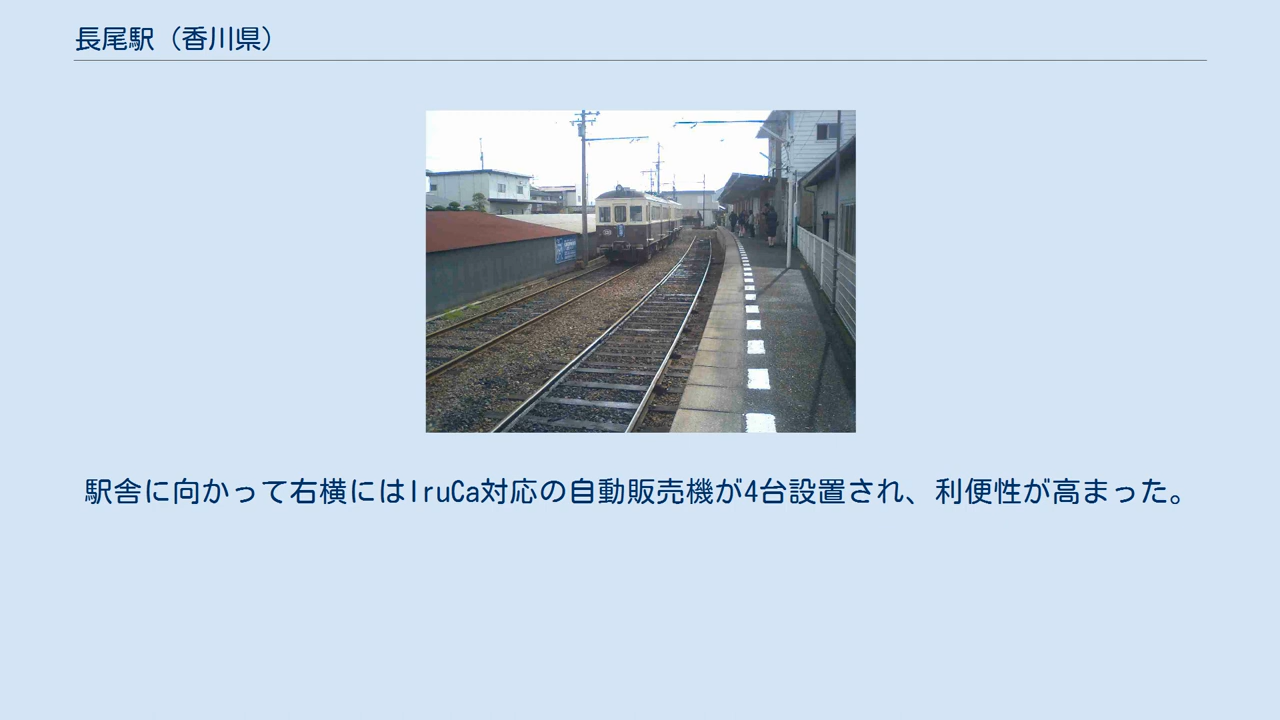 長尾駅（香川県）
駅舎に向かって右横にはIruCa対応の自動販売機が4台設置され、利便性が高まった。